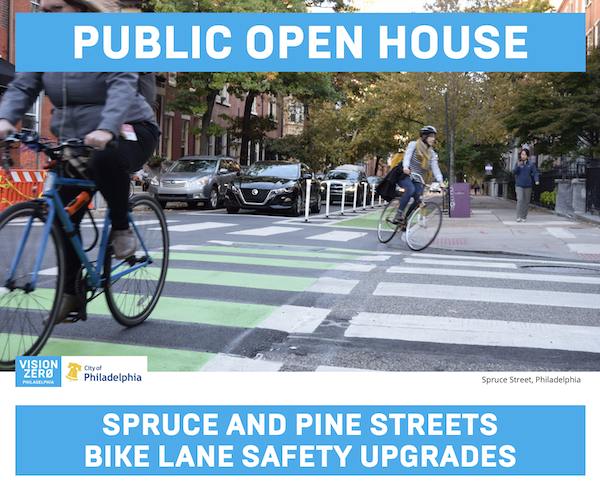 PUBLIC OPEN HOUSE
VISION
ZERØ
PHILADELPHIA
City of
Philadelphia
Spruce Street, Philadelphia
SPRUCE AND PINE STREETS
BIKE LANE SAFETY UPGRADES